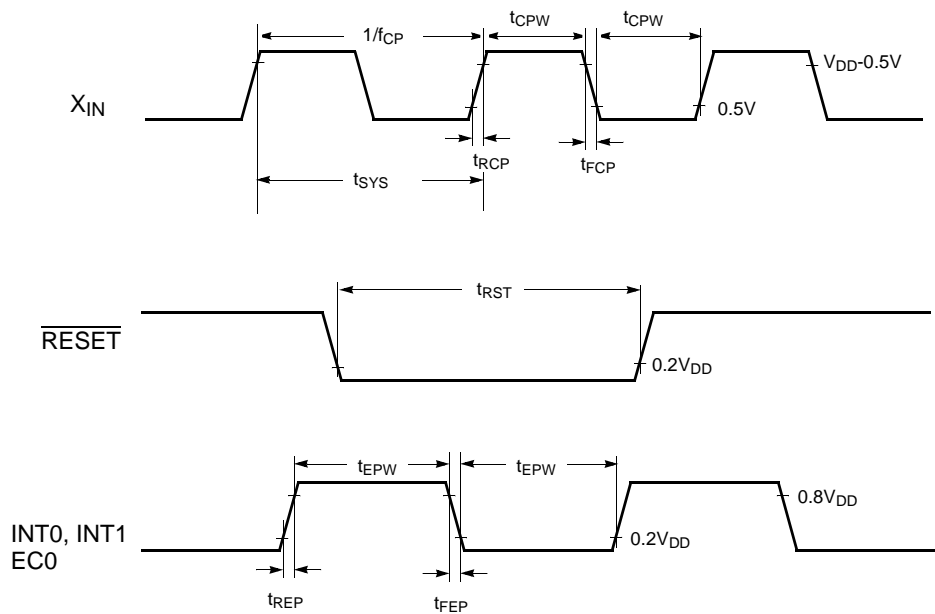 1/fCP
tCPW
tCPW
XIN
VDD-0.5V
0.5V
tRCP
tFCP
tSYS
tRST
RESET
0.2VDD
tEPW
tEPW
0.8VDD
INT0, INT1
EC0
0.2VDD
tREP
tFEP